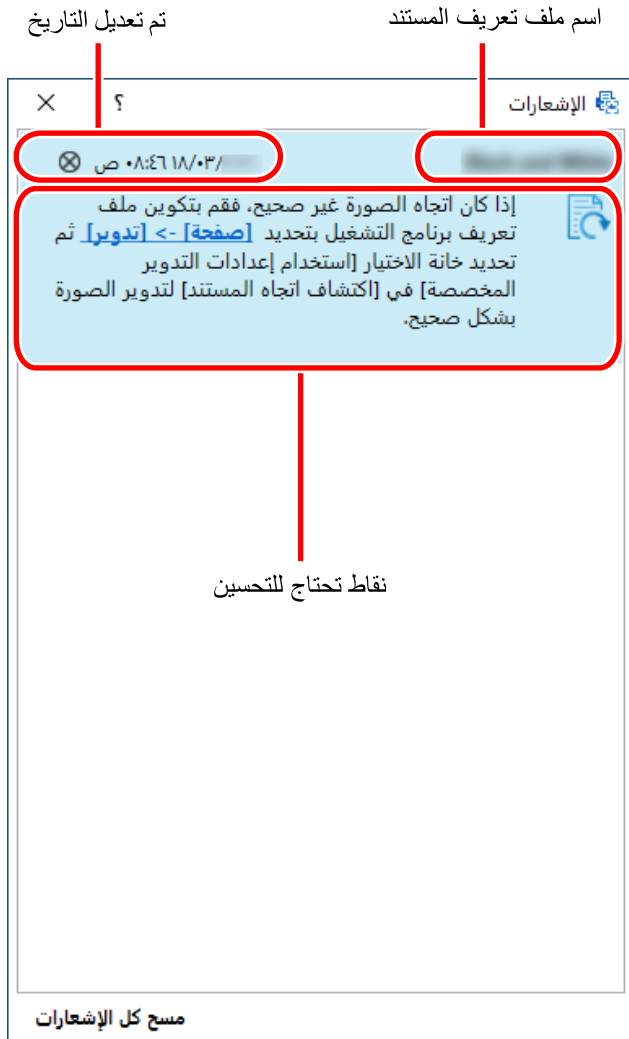 اسم ملف تعريف المستند
تم تعديل التاريخ
الإشعارات
؟
٠٨:٤٦ ١٨/٠٣/ ص
إذا كان اتجاه الصورة غير صحيح، فقم بتكوين ملف
تعريف برنامج التشغيل بتحديد [صفحة] -> [تدوير] ثم
تحديد خانة الاختيار [استخدام إعدادات التدوير
المخصصة] في [اكتشاف اتجاه المستند] لتدوير الصورة
بشكل صحيح.
نقاط تحتاج للتحسين
مسح كل الإشعارات